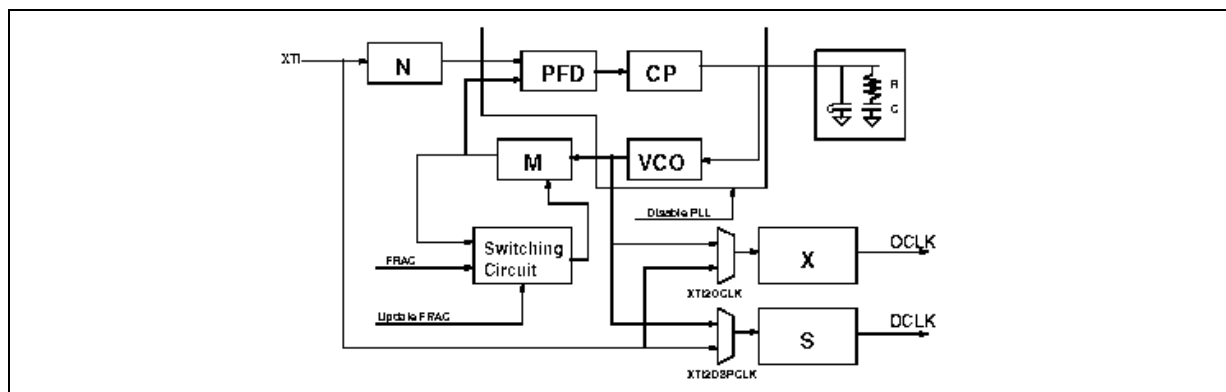 XTI
N
PFD
CP
R
C
C
M
VCO
Disable PLL
Switching
Circuit
FRAC
Update FRAC
XTI2OCLK
X
OCLK
XTI2DSPCLK
S
DCLK